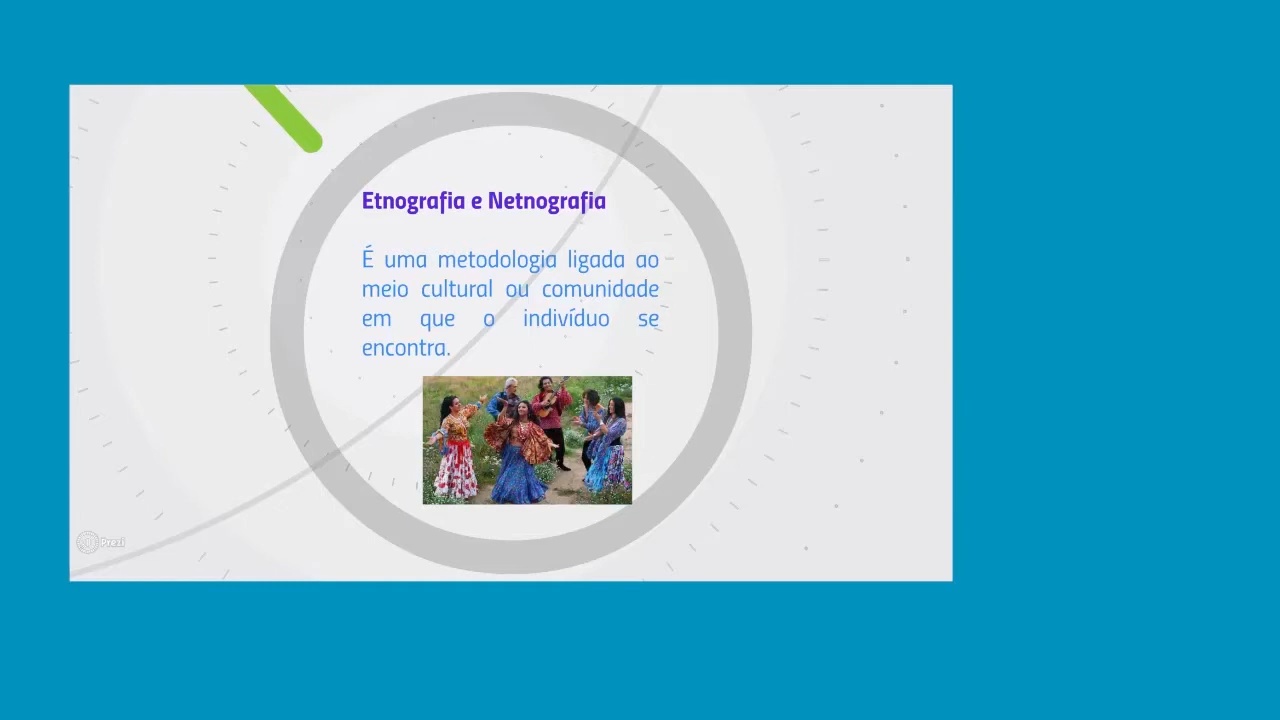 Etnografia e Netnografia
É uma metodologia ligada ao
meio cultural ou comunidade
em que o indivíduo se
encontra.
Prezi